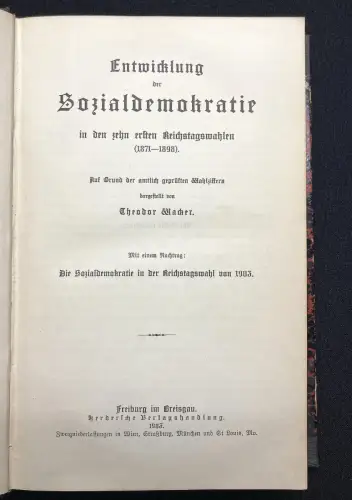 Entwicklung
der
Sozialdemokratie
in den zehn ersten Reichstagswahlen
(1871—1898).
Auf Grund der amtlich geprüften Wahlziffern
dargestellt von
Theodor Wacker.
Mit einem Nachtrag:
Die Sozialdemokratie in der Reichstagswahl von 1903.
Freiburg im Breisgau.
Herdersche Verlagshandlung.
1903.
Zweigniederlassungen in Wien, Straßburg, München und St Louis, Mo.